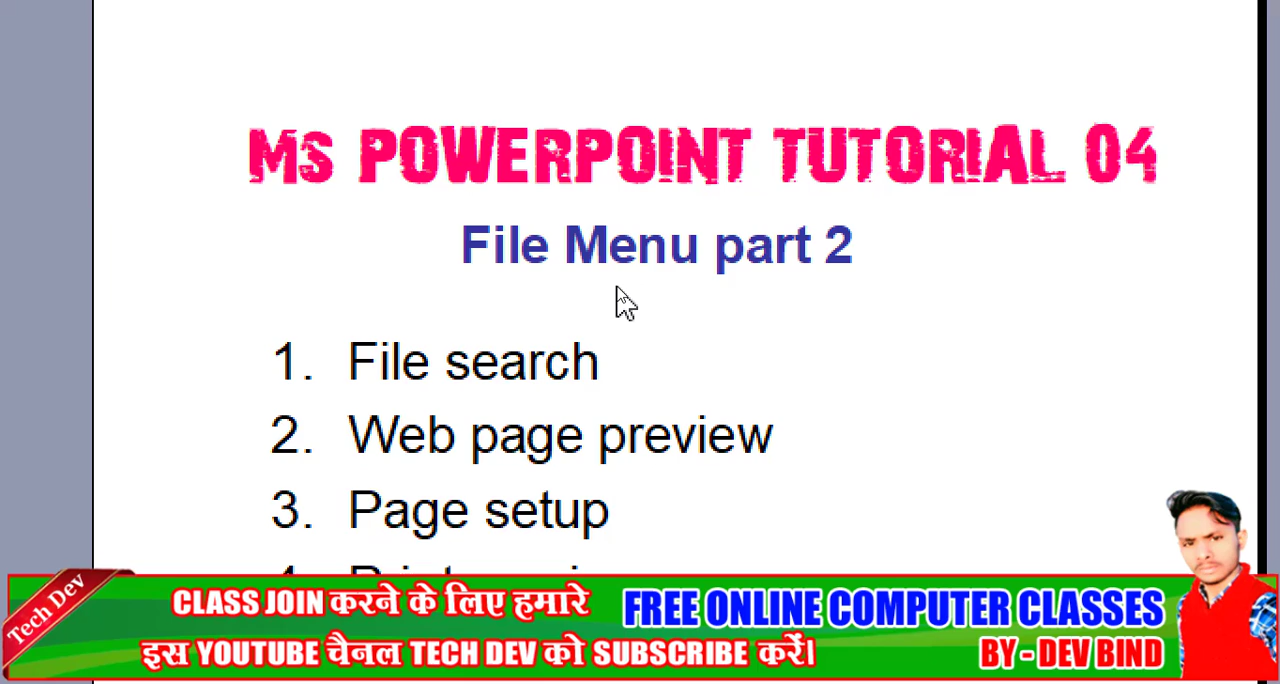 MS POWERPOINT TUTORIAL 04
File Menu part 2
1. File search
2. Web page preview
3. Page setup
Tech Dev
CLASS JOIN करने के लिए हमारे
इस YOUTUBE चैनल TECH DEV को SUBSCRIBE करें।
FREE ONLINE COMPUTER CLASSES
BY - DEV BIND